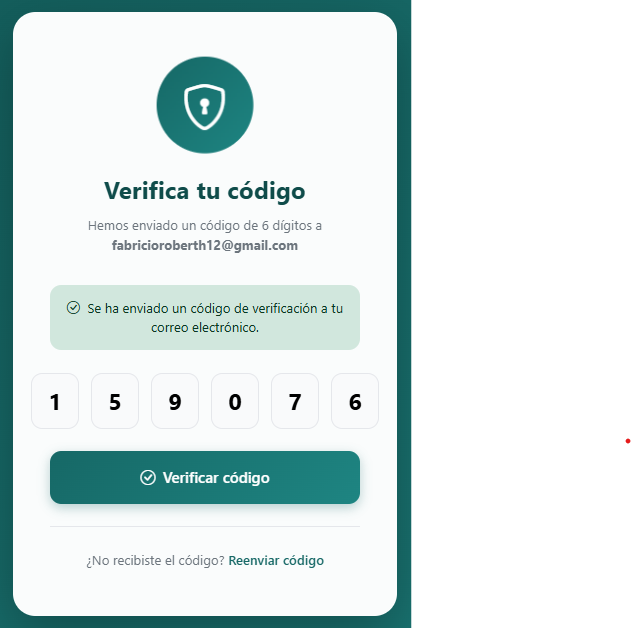 Verifica tu código
Hemos enviado un código de 6 dígitos a
fabricioroberth12@gmail.com
Se ha enviado un código de verificación a tu
correo electrónico.
1 5 9 0 7 6
Verificar código
¿No recibiste el código? Reenviar código